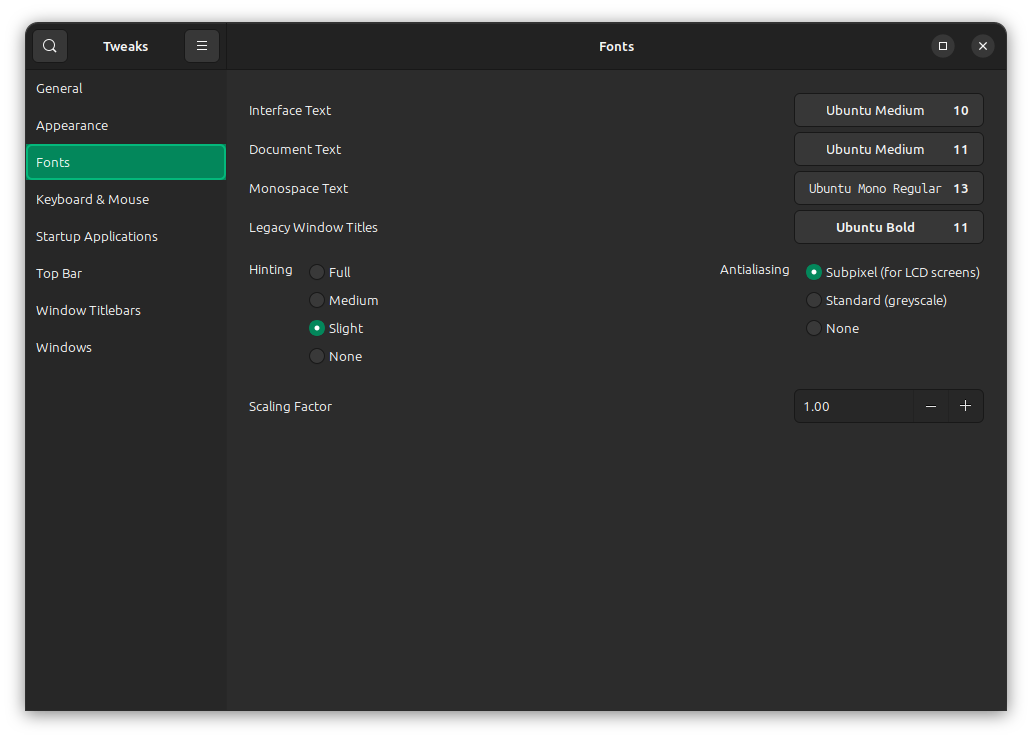 Tweaks
Fonts
General
Appearance
Fonts
Keyboard & Mouse
Startup Applications
Top Bar
Window Titlebars
Windows
Interface Text
Ubuntu Medium 10
Document Text
Ubuntu Medium 11
Monospace Text
Ubuntu Mono Regular 13
Legacy Window Titles
Ubuntu Bold 11
Hinting
Full
Medium
Slight
None
Antialiasing
Subpixel (for LCD screens)
Standard (greyscale)
None
Scaling Factor
1.00